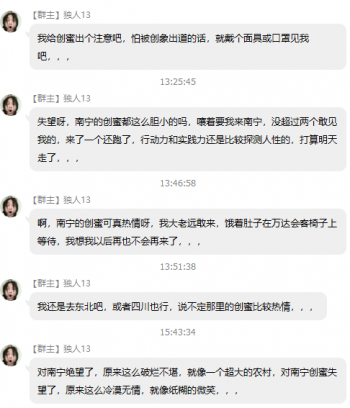 【群主】独人13
我给创蜜出个注意吧，怕被创象出道的话，就戴个面具或口罩见我
吧，，，
13:25:45
【群主】独人13
失望呀，南宁的创蜜都这么胆小的吗，嚷着要我来南宁，没超过两个敢见
我的，来了一个还跑了，行动力和实践力还是比较探测人性的，打算明天
走了，，，
13:46:58
【群主】独人13
啊，南宁的创蜜可真热情呀，我大老远敢来，饿着肚子在万达会客椅子上
等待，我想我以后再也不会再来了，，，
13:51:38
【群主】独人13
我还是去东北吧，或者四川也行，说不定那里的创蜜比较热情，，，
15:43:34
【群主】独人13
对南宁绝望了，原来这么破烂不堪，就像一个超大的农村，对南宁创蜜失
望了，原来这么冷漠无情，就像纸糊的微笑，，，